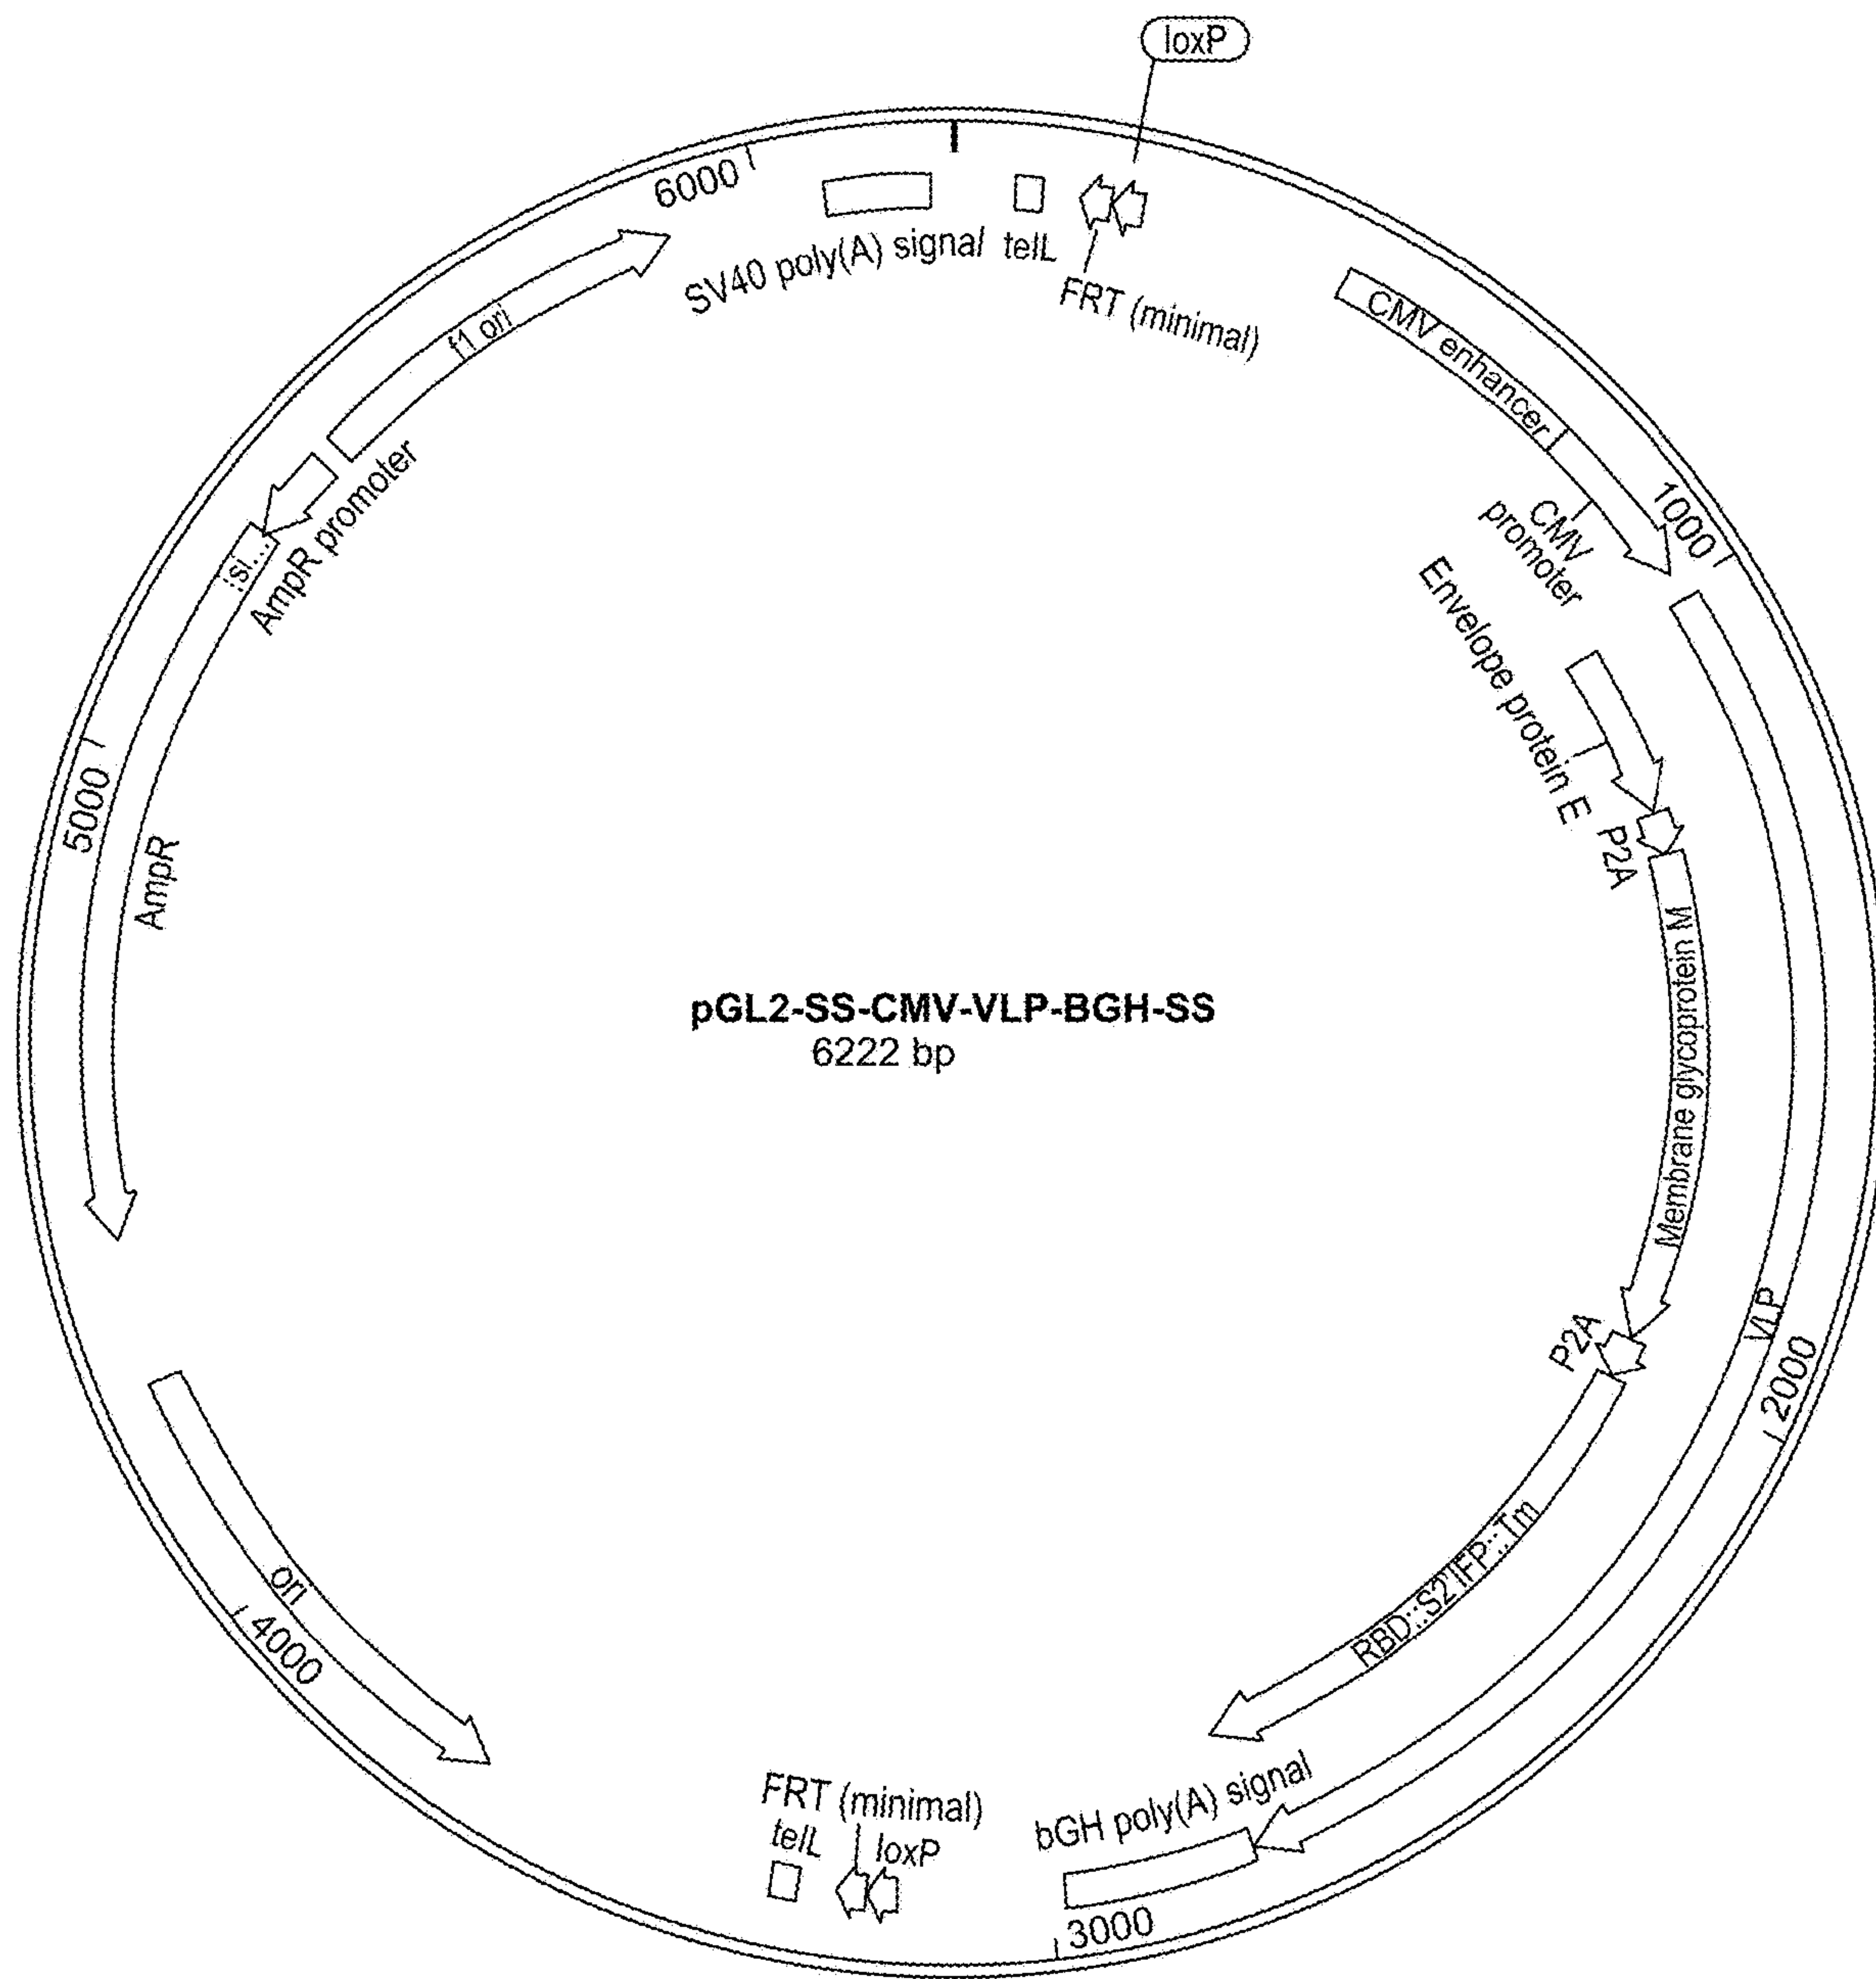 loxP
6000
SV40 poly(A) signal
telL
FRT (minimal)
CMV enhancer
CMV
promoter
1000
Envelope protein E
P2A
Membrane glycoprotein M
VLP
2000
P2A
RBD::S2'IFP::Tm
bGH poly(A) signal
3000
FRT (minimal)
telL
loxP
ori
4000
AmpR
5000
AmpR promoter
f1 ori
pGL2-SS-CMV-VLP-BGH-SS
6222 bp